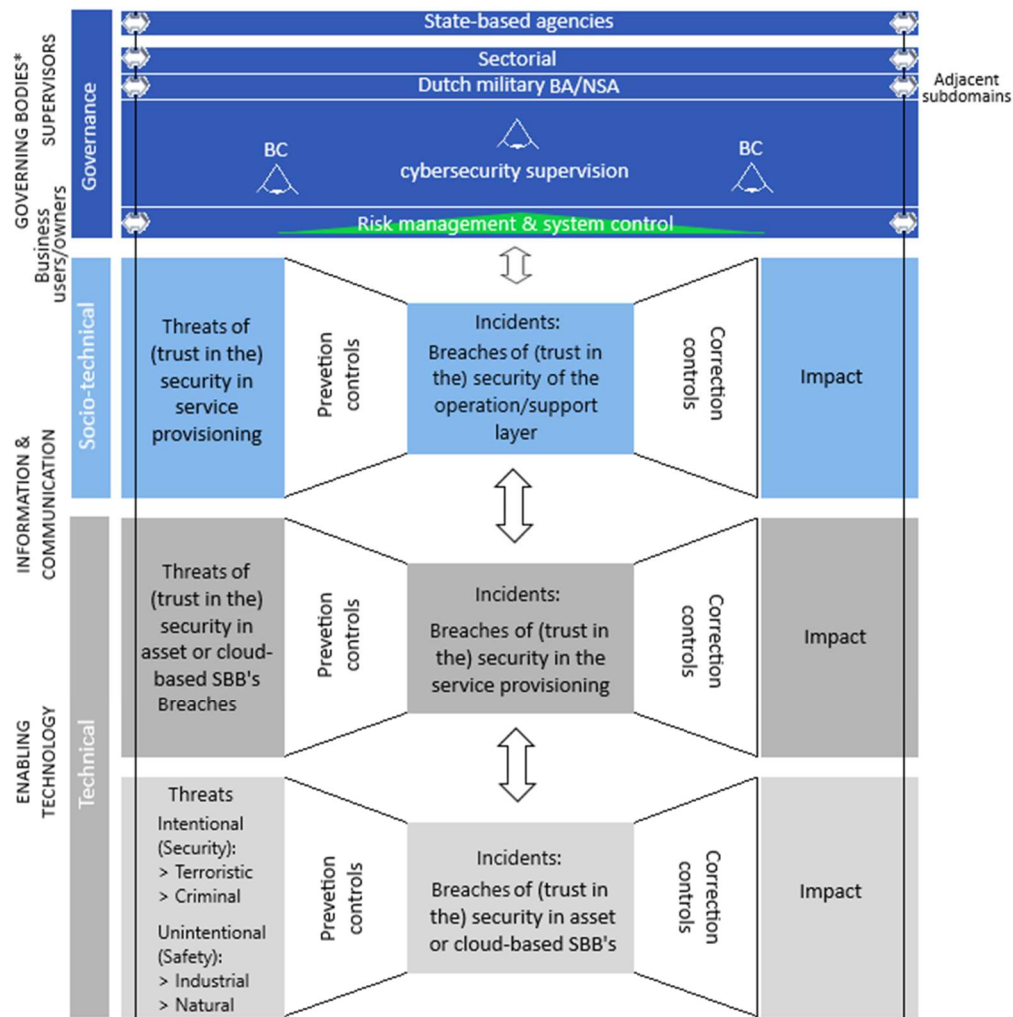 State-based agencies
Sectorial
Dutch military BA/NSA
Adjacent
subdomains
BC
BC
cybersecurity supervision
Risk management & system control
GOVERNING BODIES*
SUPERVISORS
Governance
Business
users/owners
Socio-technical
Threats of
(trust in the)
security in
service
provisioning
Prevetion
controls
Incidents:
Breaches of (trust in
the) security of the
operation/support
layer
Correction
controls
Impact
INFORMATION &
COMMUNICATION
Threats of
(trust in the)
security in
asset or cloud-
based SBB's
Breaches
Prevetion
controls
Incidents:
Breaches of (trust in
the) security in the
service provisioning
Correction
controls
Impact
ENABLING
TECHNOLOGY
Technical
Threats
Intentional
(Security):
> Terroristic
> Criminal
Unintentional
(Safety):
> Industrial
> Natural
Prevetion
controls
Incidents:
Breaches of (trust in
the) security in asset
or cloud-based SBB's
Correction
controls
Impact